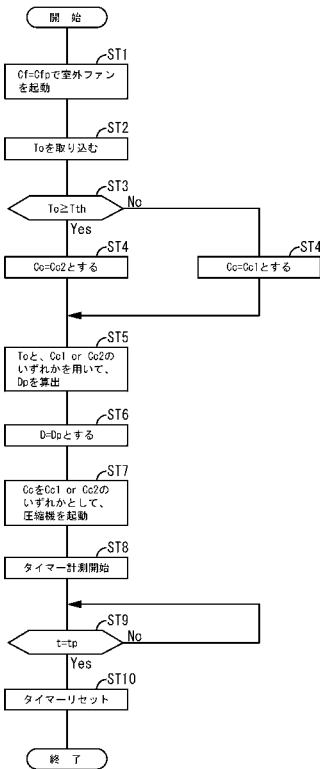 開 始
ST1
Cf=Cfpで室外ファン
を起動
ST2
Toを取り込む
ST3
To≧Tth
No
Yes
ST4
Cc=Cc2とする
ST4
Cc=Cc1とする
ST5
Toと、Cc1 or Cc2の
いずれかを用いて、
Dpを算出
ST6
D=Dpとする
ST7
CcをCc1 or Cc2の
いずれかとして、
圧縮機を起動
ST8
タイマー計測開始
ST9
t=tp
No
Yes
ST10
タイマーリセット
終 了